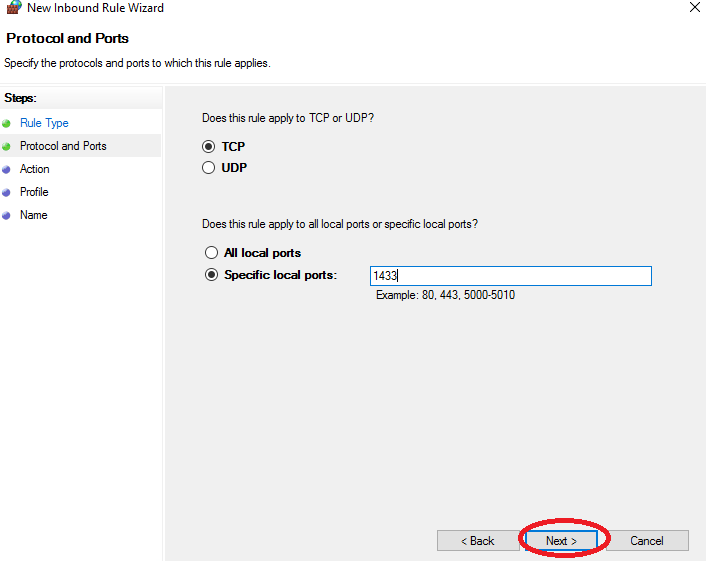 New Inbound Rule Wizard
Protocol and Ports
Specify the protocols and ports to which this rule applies.
Steps:
Rule Type
Protocol and Ports
Action
Profile
Name
Does this rule apply to TCP or UDP?
TCP
UDP
Does this rule apply to all local ports or specific local ports?
All local ports
Specific local ports: 1433
Example: 80, 443, 5000-5010
< Back Next > Cancel